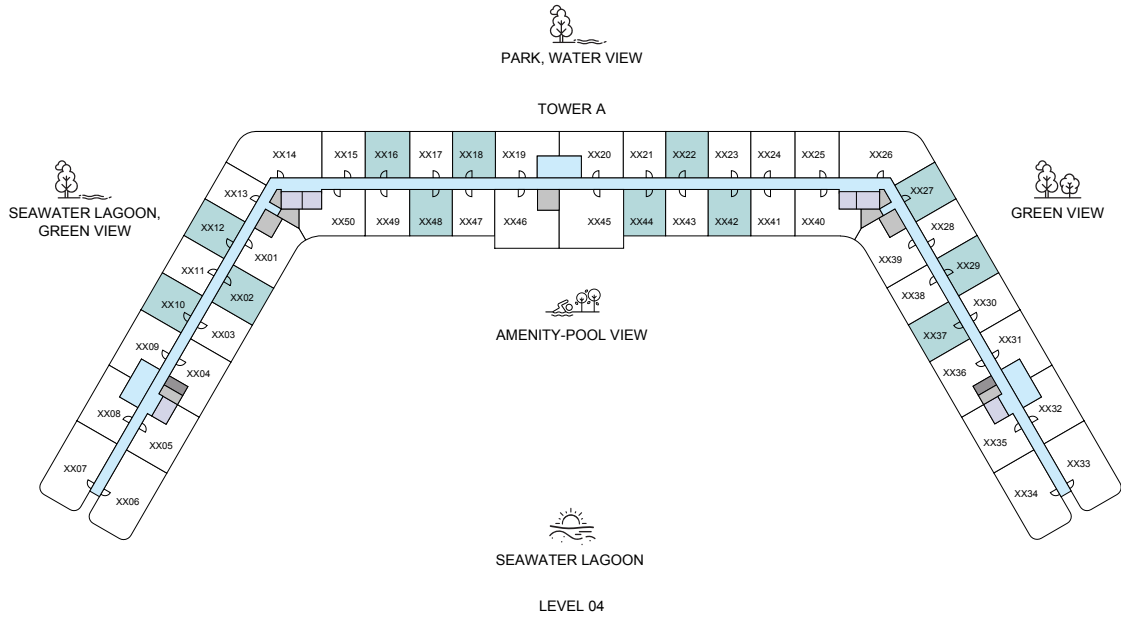 PARK, WATER VIEW
TOWER A
XX14 XX15 XX16 XX17 XX18 XX19 XX20 XX21 XX22 XX23 XX24 XX25 XX26
XX13
XX27
SEAWATER LAGOON,
GREEN VIEW
GREEN VIEW
XX50 XX49 XX48 XX47 XX46 XX45 XX44 XX43 XX42 XX41 XX40
XX12
XX28
XX01
XX39
XX11
XX29
XX02
XX38
XX10
XX30
XX03
XX37
XX09
XX31
XX04
XX36
AMENITY-POOL VIEW
XX08
XX32
XX05
XX35
XX07
XX33
XX06
XX34
SEAWATER LAGOON
LEVEL 04